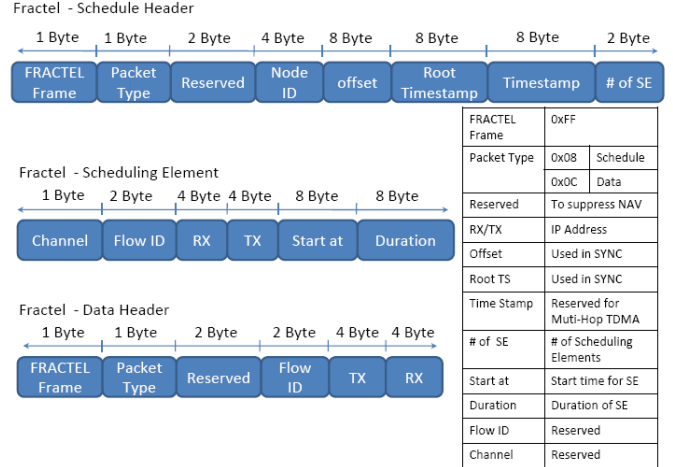 Fractel - Schedule Header
1 Byte 1 Byte 2 Byte 4 Byte 8 Byte 8 Byte 8 Byte 2 Byte
FRACTEL Frame Packet Type Reserved Node ID offset Root Timestamp Timestamp # of SE
Fractel - Scheduling Element
1 Byte 2 Byte 4 Byte 4 Byte 8 Byte 8 Byte
Channel Flow ID RX TX Start at Duration
Fractel - Data Header
1 Byte 1 Byte 2 Byte 2 Byte 4 Byte 4 Byte
FRACTEL Frame Packet Type Reserved Flow ID TX RX
FRACTEL Frame 0xFF
Packet Type 0x08 Schedule
0x0C Data
Reserved To suppress NAV
RX/TX IP Address
Offset Used in SYNC
Root TS Used in SYNC
Time Stamp Reserved for Muti-Hop TDMA
# of SE # of Scheduling Elements
Start at Start time for SE
Duration Duration of SE
Flow ID Reserved
Channel Reserved